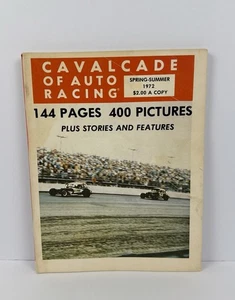 CAVALCADE
OF AUTO
RACING
SPRING-SUMMER
1972
$2.00 A COPY
144 PAGES 400 PICTURES
PLUS STORIES AND FEATURES